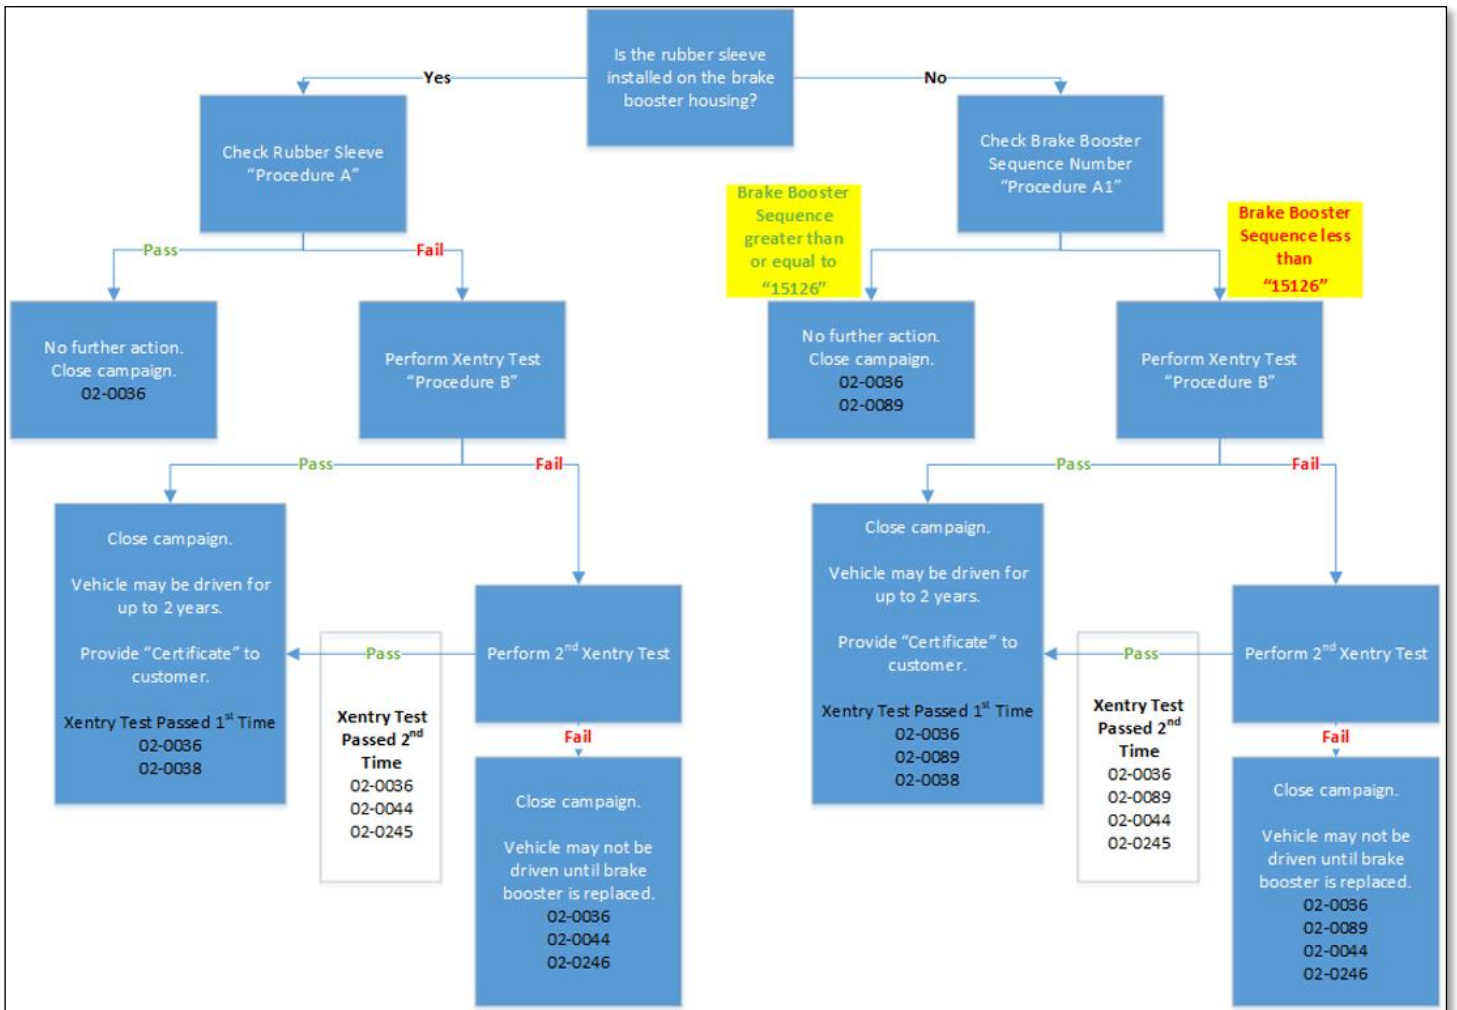 Is the rubber sleeve
installed on the brake
booster housing?
Yes
No
Check Rubber Sleeve
“Procedure A”
Check Brake Booster
Sequence Number
“Procedure A1”
Pass
Fail
Brake Booster
Sequence
greater than
or equal to
“15126”
Brake Booster
Sequence less
than
“15126”
No further action.
Close campaign.
02-0036
Perform Xentry Test
“Procedure B”
No further action.
Close campaign.
02-0036
02-0089
Perform Xentry Test
“Procedure B”
Pass
Fail
Pass
Fail
Close campaign.
Vehicle may be driven for
up to 2 years.
Provide “Certificate” to
customer.
Xentry Test Passed 1st Time
02-0036
02-0038
Pass
Xentry Test
Passed 2nd
Time
02-0036
02-0044
02-0245
Perform 2nd Xentry Test
Fail
Close campaign.
Vehicle may not be
driven until brake
booster is replaced.
02-0036
02-0044
02-0246
Close campaign.
Vehicle may be driven for
up to 2 years.
Provide “Certificate” to
customer.
Xentry Test Passed 1st Time
02-0036
02-0089
02-0038
Pass
Xentry Test
Passed 2nd
Time
02-0036
02-0089
02-0044
02-0245
Perform 2nd Xentry Test
Fail
Close campaign.
Vehicle may not be
driven until brake
booster is replaced.
02-0036
02-0089
02-0044
02-0246